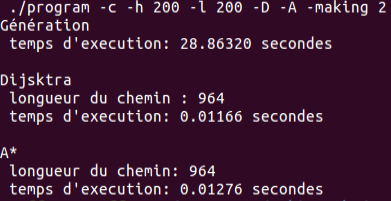 ./program -c -h 200 -l 200 -D -A -making 2
Génération
temps d'execution: 28.86320 secondes
Dijsktra
longueur du chemin : 964
temps d'execution: 0.01166 secondes
A*
longueur du chemin: 964
temps d'execution: 0.01276 secondes